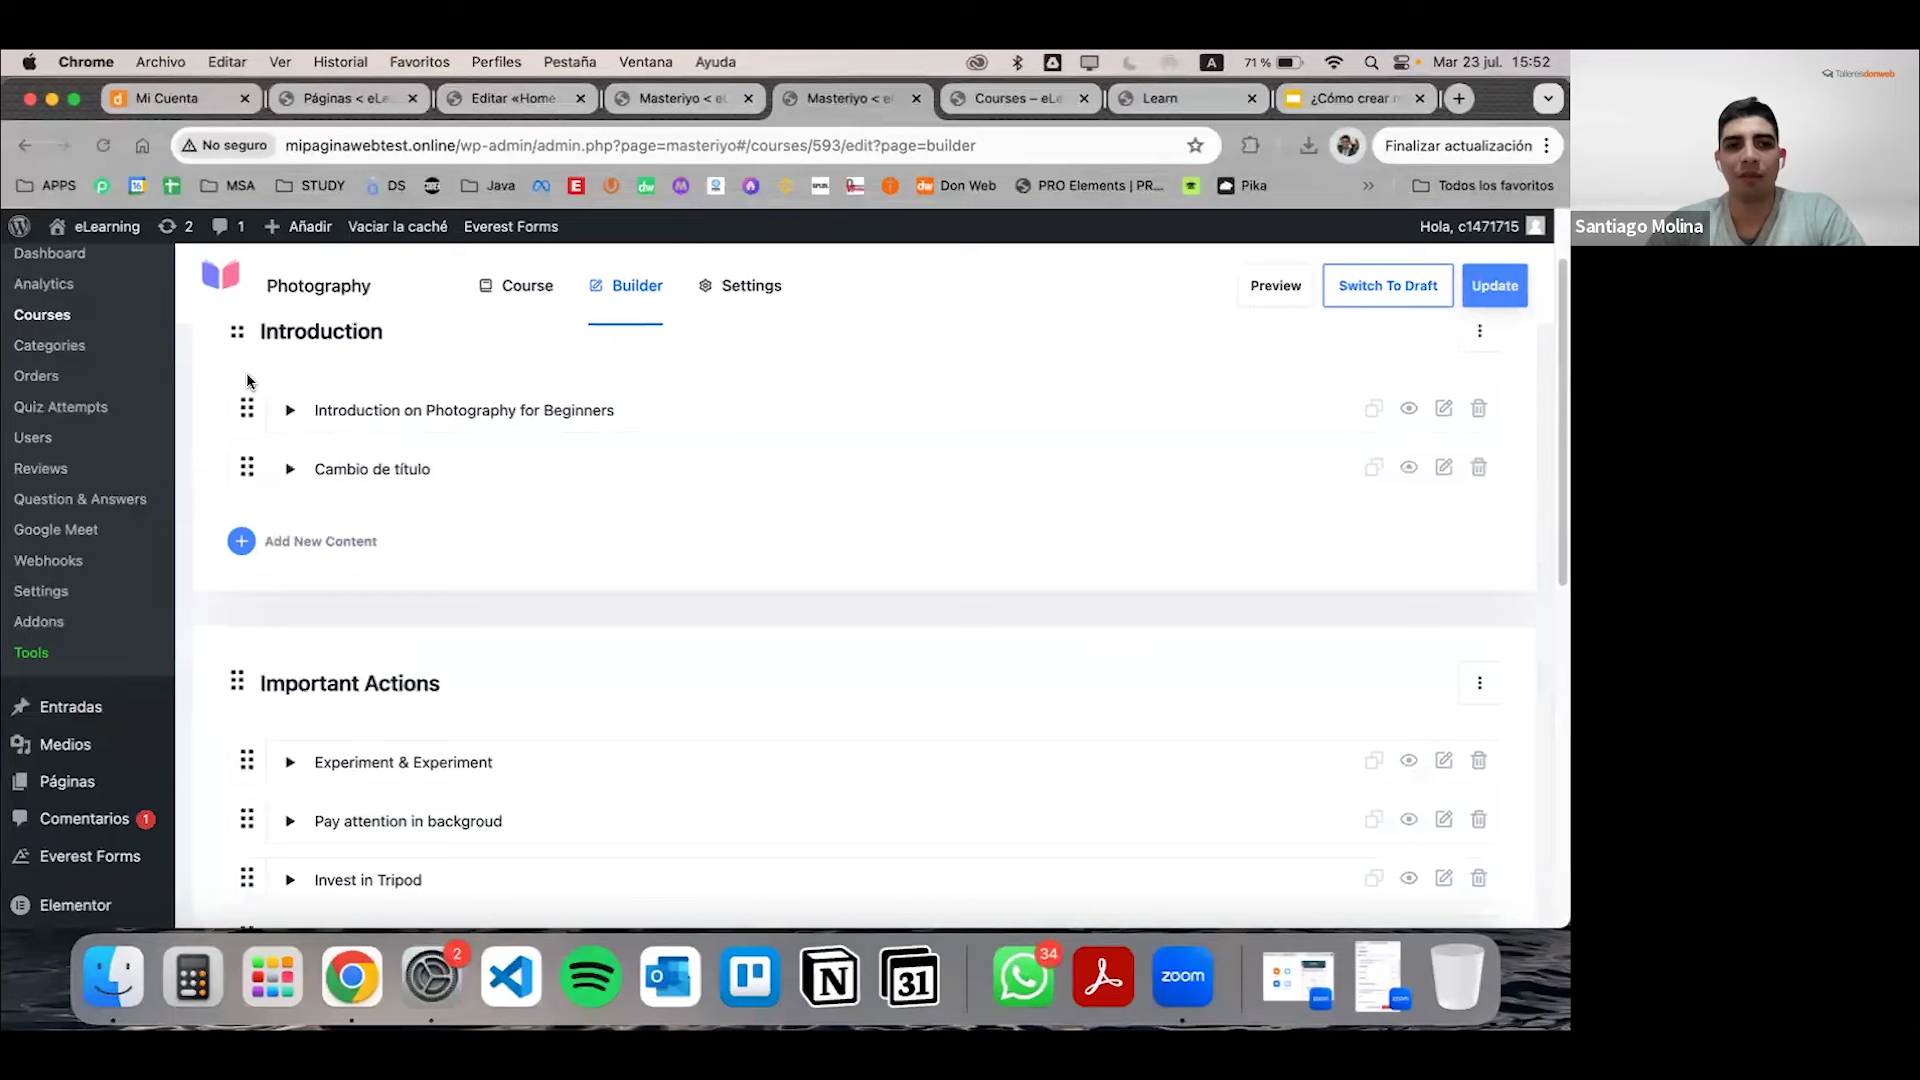 Chrome Archivo Editar Ver Historial Favoritos Perfiles Pestaña Ventana Ayuda A 71 % Mar 23 jul. 15:52
Talleresdonweb
Mi Cuenta Páginas < eLe Editar «Home Masteriyo < el Masteriyo < el Courses – eLe Learn ¿Cómo crear
No seguro mipaginawebtest.online/wp-admin/admin.php?page=masteriyo#/courses/593/edit?page=builder Finalizar actualización
APPS MSA STUDY DS Java dw Don Web PRO Elements | PR... Pika Todos los favoritos
eLearning 2 1 Añadir Vaciar la caché Everest Forms Hola, c1471715
Santiago Molina
Dashboard
Analytics
Courses
Categories
Orders
Quiz Attempts
Users
Reviews
Question & Answers
Google Meet
Webhooks
Settings
Addons
Tools
Entradas
Medios
Páginas
Comentarios 1
Everest Forms
Elementor
Photography Course Builder Settings Preview Switch To Draft Update
Introduction
Introduction on Photography for Beginners
Cambio de título
Add New Content
Important Actions
Experiment & Experiment
Pay attention in backgroud
Invest in Tripod
2 31 34 zoom